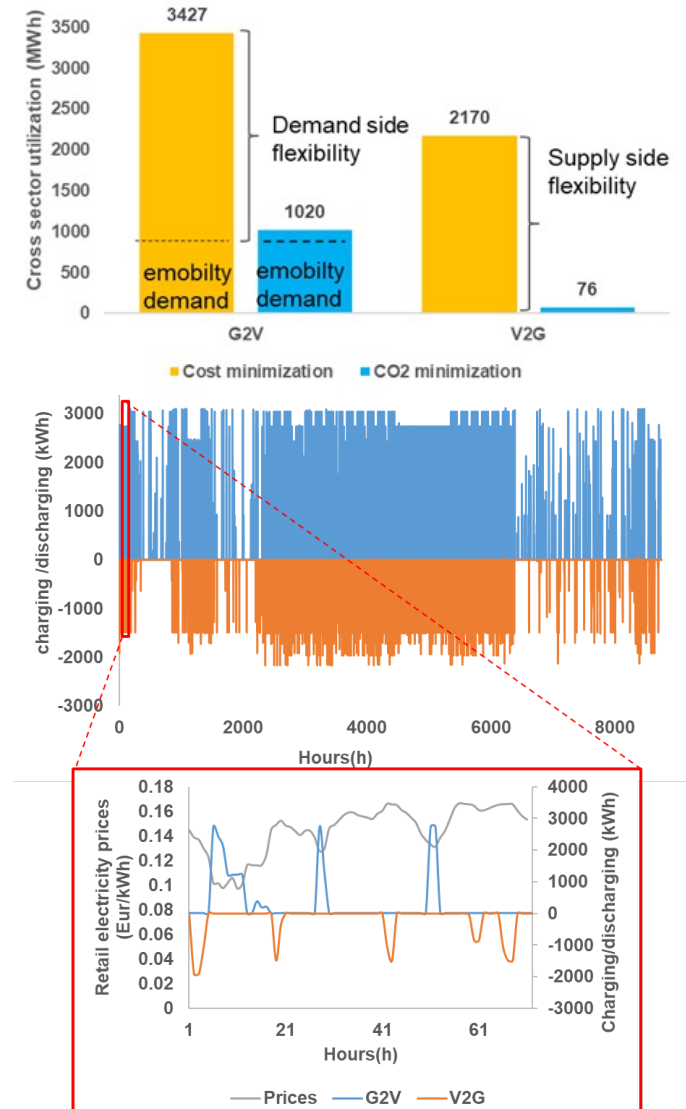 3427
3500
3000
2500
2000
1500
1000
500
0
Cross sector utilization (MWh)
Demand side
flexibility
2170
Supply side
flexibility
1020
76
emobilty
demand
emobilty
demand
G2V
V2G
Cost minimization
CO2 minimization
3000
2000
1000
0
-1000
-2000
-3000
charging /discharging (kWh)
0
2000
4000
6000
8000
Hours(h)
0.18
0.16
0.14
0.12
0.1
0.08
0.06
0.04
0.02
0
Retail electricity prices
(Eur/kWh)
4000
3000
2000
1000
0
-1000
-2000
-3000
Charging/discharging (kWh)
1
21
41
61
Hours(h)
Prices
G2V
V2G